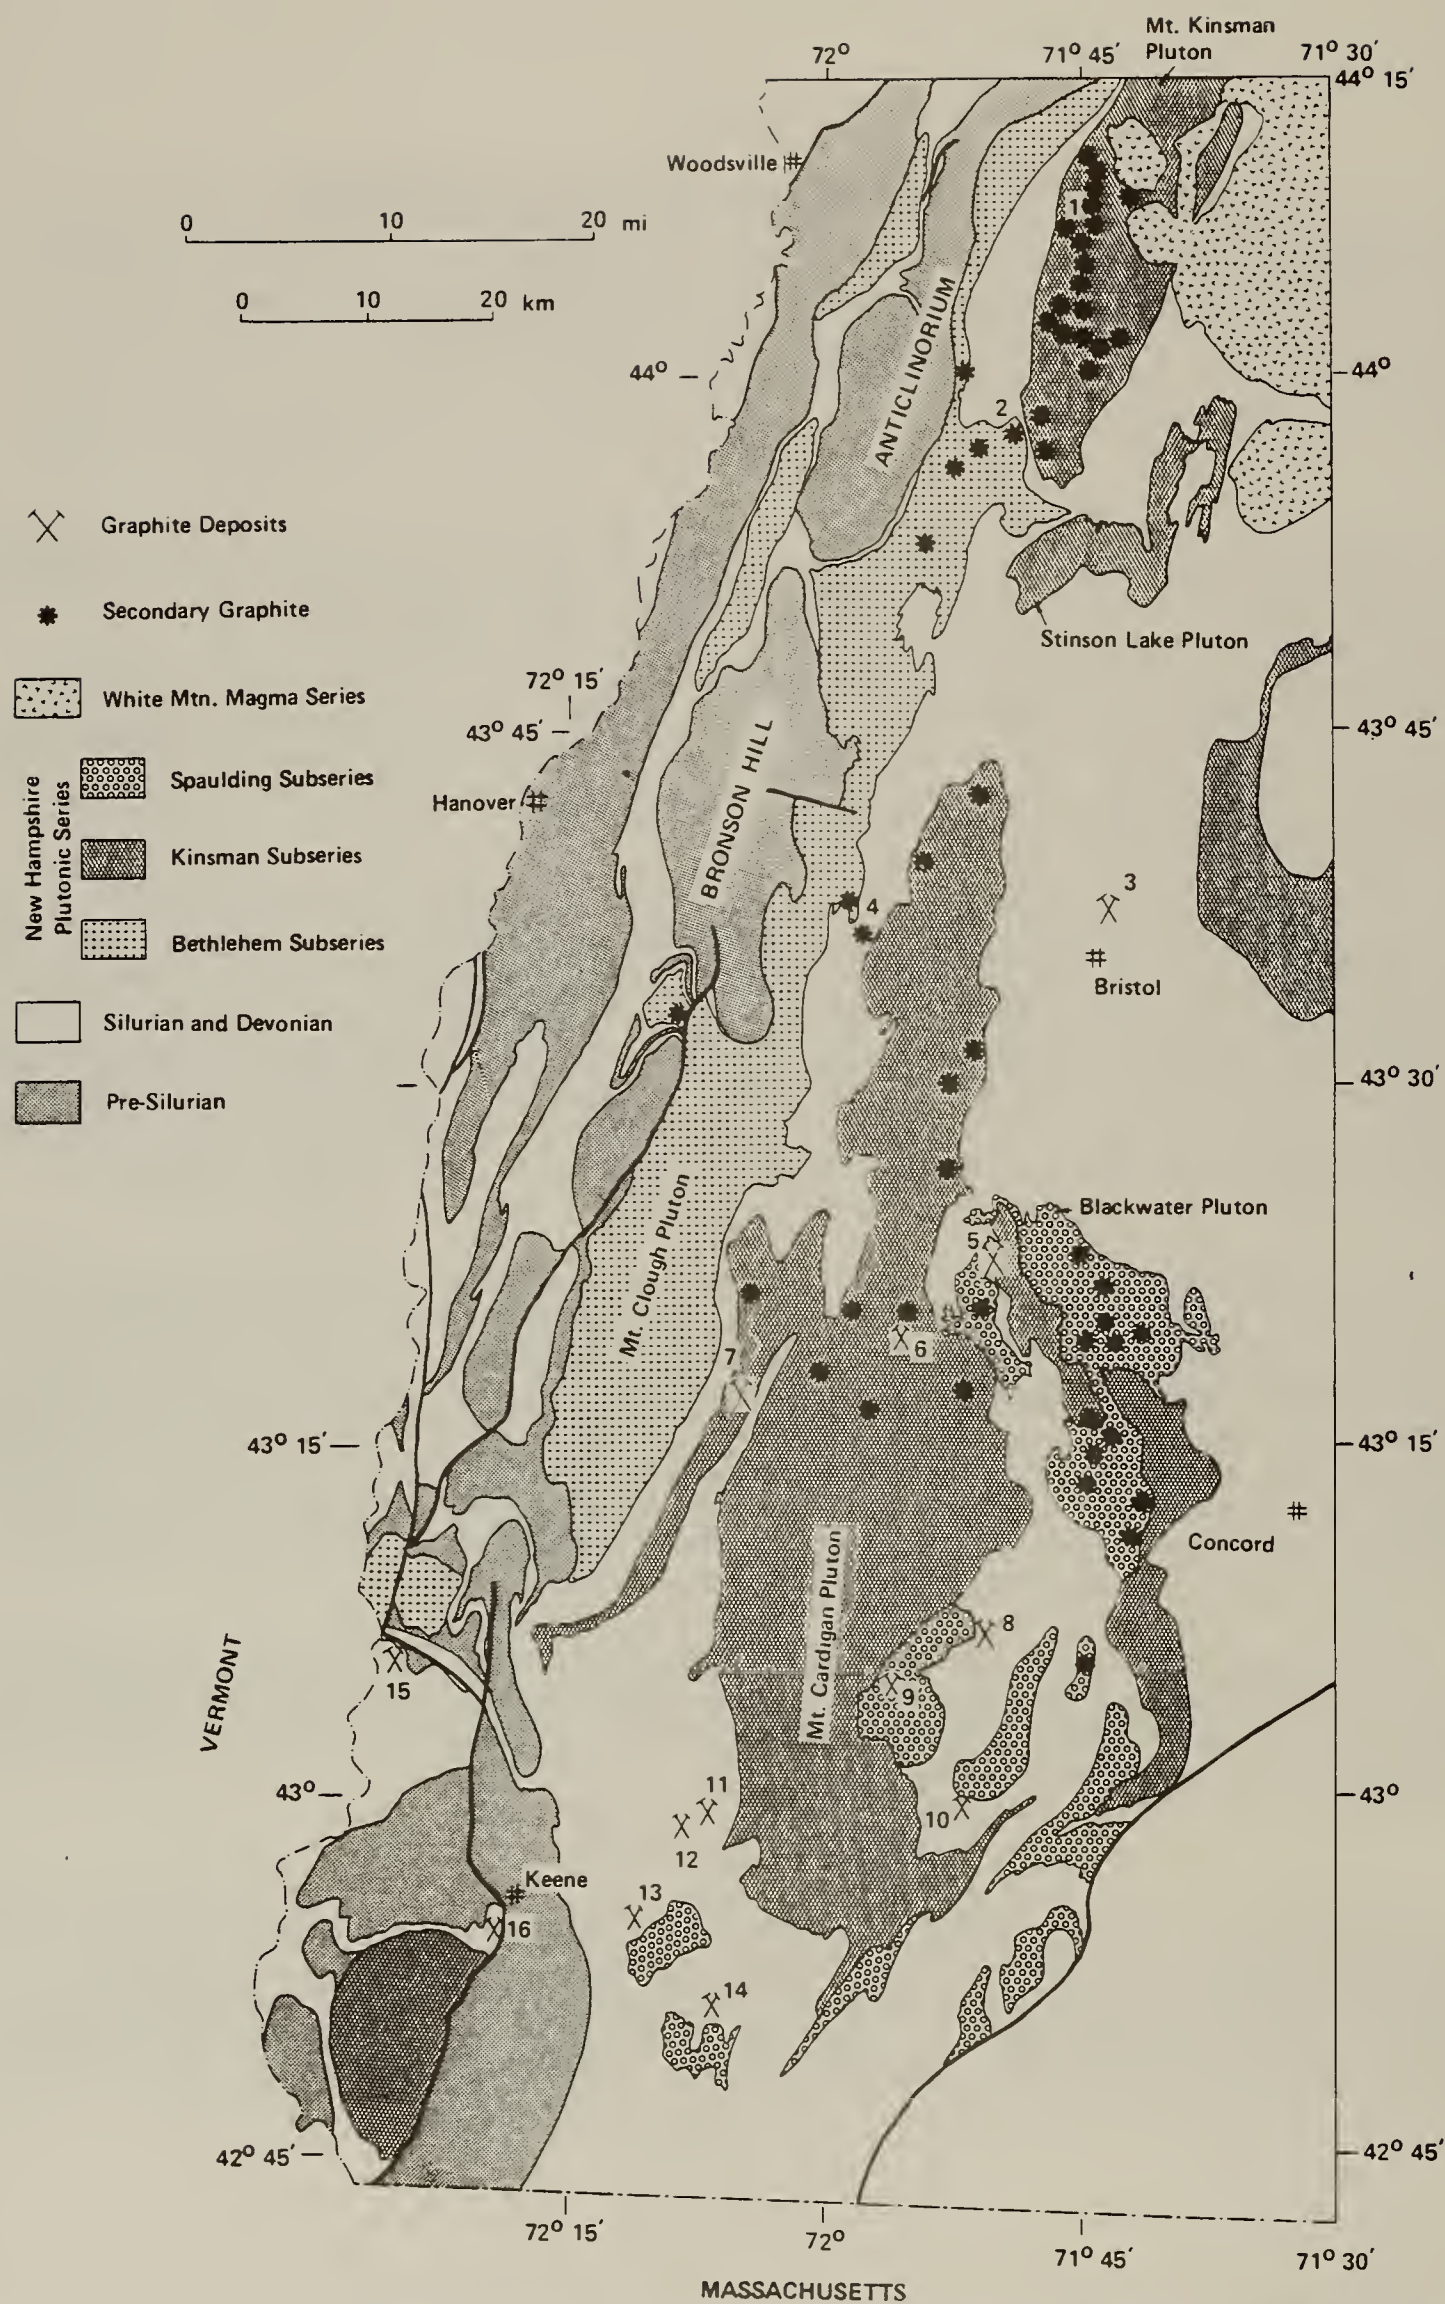 Mt. Kinsman
Pluton
72°
71° 45′
71° 30′
44° 15′
Woodsville
0 10 20 mi
0 10 20 km
1
ANTICLINORIUM
44°
44°
2
Graphite Deposits
Secondary Graphite
Stinson Lake Pluton
White Mtn. Magma Series
72° 15′
43° 45′
43° 45′
New Hampshire
Plutonic Series
Spaulding Subseries
Hanover
BRONSON HILL
Kinsman Subseries
3
4
Bethlehem Subseries
Bristol
Silurian and Devonian
43° 30′
Pre-Silurian
Mt. Clough Pluton
Blackwater Pluton
5
6
7
43° 15′
43° 15′
Concord
Mt. Cardigan Pluton
8
VERMONT
15
9
43°
43°
11
10
12
Keene
13
16
14
42° 45′
42° 45′
72° 15′
72°
71° 45′
71° 30′
MASSACHUSETTS